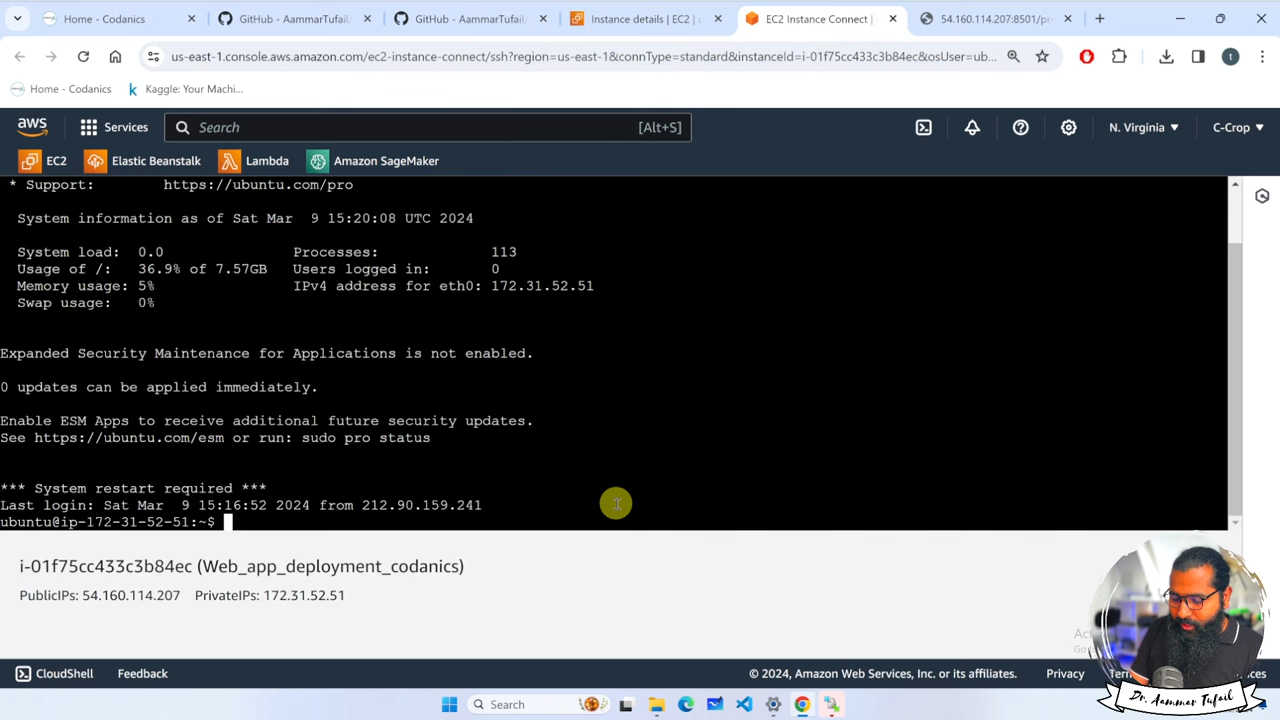 Home - Codanics
GitHub - AammarTufail/
GitHub - AammarTufail/
Instance details | EC2 | u
EC2 Instance Connect |
54.160.114.207:8501/pr
us-east-1.console.aws.amazon.com/ec2-instance-connect/ssh?region=us-east-1&connType=standard&instanceId=i-01f75cc433c3b84ec&osUser=ub...
t
Home - Codanics
Kaggle: Your Machi...
aws
Services
Search
[Alt+S]
N. Virginia
C-Crop
EC2
Elastic Beanstalk
Lambda
Amazon SageMaker
* Support: https://ubuntu.com/pro
System information as of Sat Mar 9 15:20:08 UTC 2024
System load: 0.0 Processes: 113
Usage of /: 36.9% of 7.57GB Users logged in: 0
Memory usage: 5% IPv4 address for eth0: 172.31.52.51
Swap usage: 0%
Expanded Security Maintenance for Applications is not enabled.
0 updates can be applied immediately.
Enable ESM Apps to receive additional future security updates.
See https://ubuntu.com/esm or run: sudo pro status
*** System restart required ***
Last login: Sat Mar 9 15:16:52 2024 from 212.90.159.241
ubuntu@ip-172-31-52-51:~$
i-01f75cc433c3b84ec (Web_app_deployment_codanics)
PublicIPs: 54.160.114.207 PrivateIPs: 172.31.52.51
CloudShell
Feedback
© 2024, Amazon Web Services, Inc. or its affiliates.
Privacy
Dr. Aammar Tufail
Search